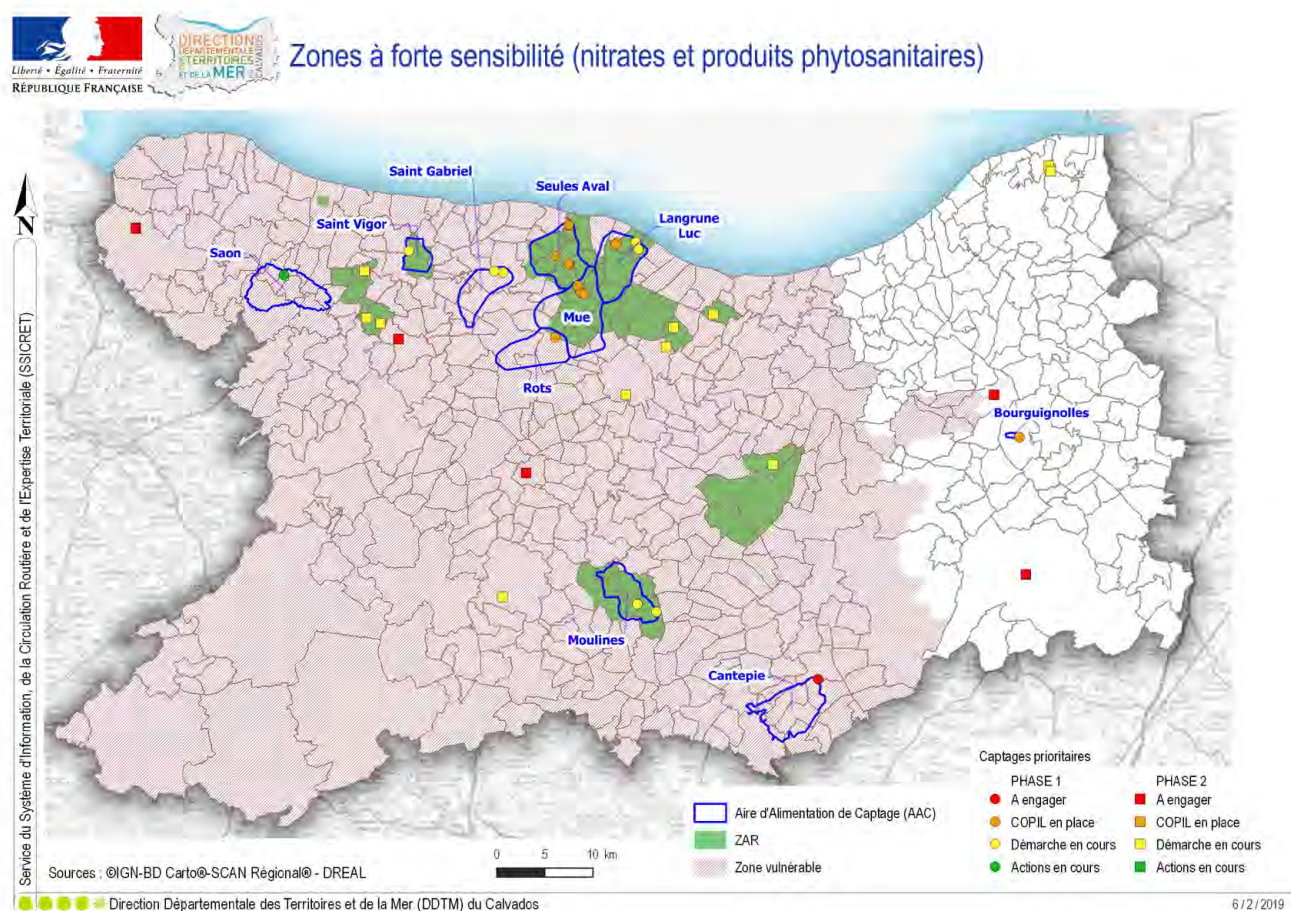 Liberté • Égalité • Fraternité
RÉPUBLIQUE FRANÇAISE
DIRECTION
DÉPARTEMENTALE
DES TERRITOIRES
ET DE LA MER
CALVADOS
Zones à forte sensibilité (nitrates et produits phytosanitaires)
N
Saint Gabriel
Seules Aval
Saint Vigor
Langrune
Luc
Saon
Mue
Rots
Bourguignolles
Moulines
Cantepie
Captages prioritaires
PHASE 1
A engager
COPIL en place
Démarche en cours
Actions en cours
PHASE 2
A engager
COPIL en place
Démarche en cours
Actions en cours
Aire d'Alimentation de Captage (AAC)
ZAR
Zone vulnérable
0 5 10 km
Sources : ©IGN-BD Carto®-SCAN Régional® - DREAL
Service du Système d'Information, de la Circulation Routière et de l'Expertise Territoriale (SSICRET)
Direction Départementale des Territoires et de la Mer (DDTM) du Calvados
6 / 2 / 2019